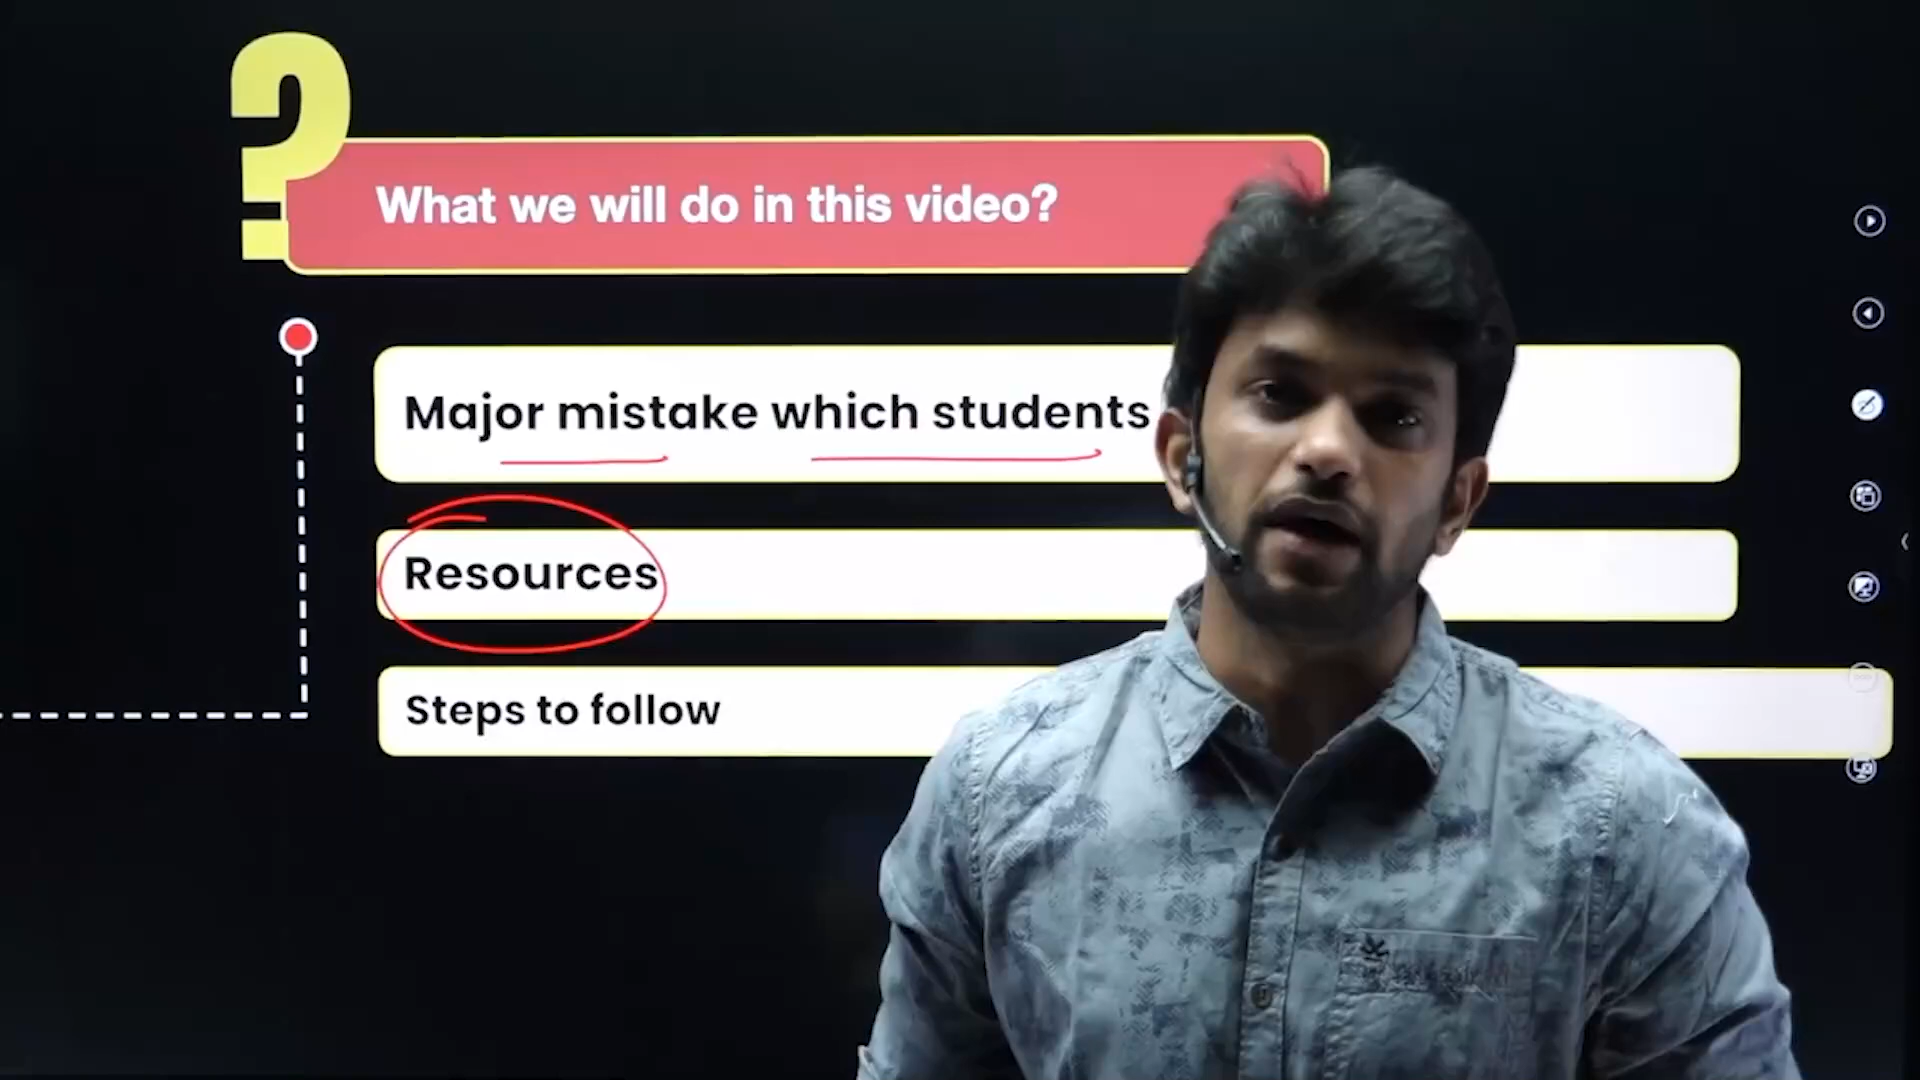 ?
What we will do in this video?
Major mistake which students
Resources
Steps to follow